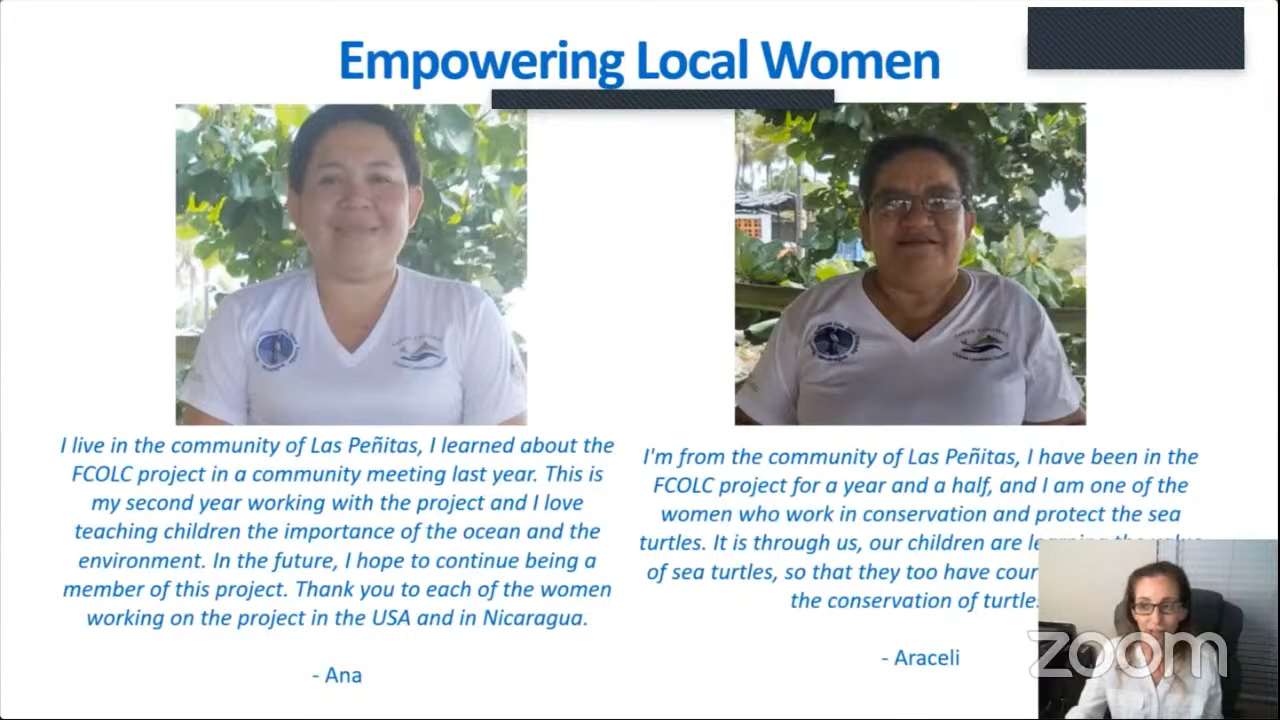 Empowering Local Women
I live in the community of Las Peñitas, I learned about the
FCOLC project in a community meeting last year. This is
my second year working with the project and I love
teaching children the importance of the ocean and the
environment. In the future, I hope to continue being a
member of this project. Thank you to each of the women
working on the project in the USA and in Nicaragua.
- Ana
I'm from the community of Las Peñitas, I have been in the
FCOLC project for a year and a half, and I am one of the
women who work in conservation and protect the sea
turtles. It is through us, our children are learning the value
of sea turtles, so that they too have
the conservation of
- Araceli
zoom